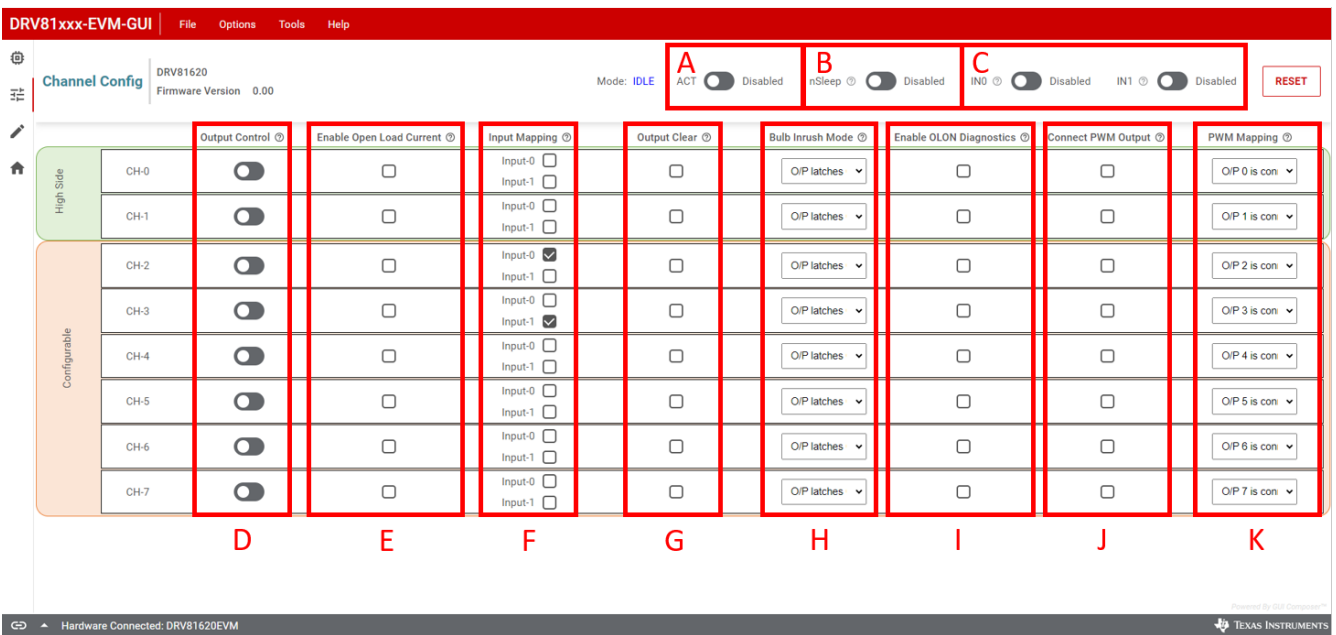 DRV81xxx-EVM-GUI File Options Tools Help
Channel Config DRV81620 Firmware Version 0.00 Mode: IDLE A ACT Disabled B nSleep Disabled C IN0 Disabled IN1 Disabled RESET
Output Control Enable Open Load Current Input Mapping Output Clear Bulb Inrush Mode Enable OLON Diagnostics Connect PWM Output PWM Mapping
High Side
CH-0 Input-0 O/P latches O/P 0 is con
Input-1
CH-1 Input-0 O/P latches O/P 1 is con
Input-1
Configurable
CH-2 Input-0 O/P latches O/P 2 is con
Input-1
CH-3 Input-0 O/P latches O/P 3 is con
Input-1
CH-4 Input-0 O/P latches O/P 4 is con
Input-1
CH-5 Input-0 O/P latches O/P 5 is con
Input-1
CH-6 Input-0 O/P latches O/P 6 is con
Input-1
CH-7 Input-0 O/P latches O/P 7 is con
Input-1
D E F G H I J K
Powered By GUI Composer™
Hardware Connected: DRV81620EVM TEXAS INSTRUMENTS